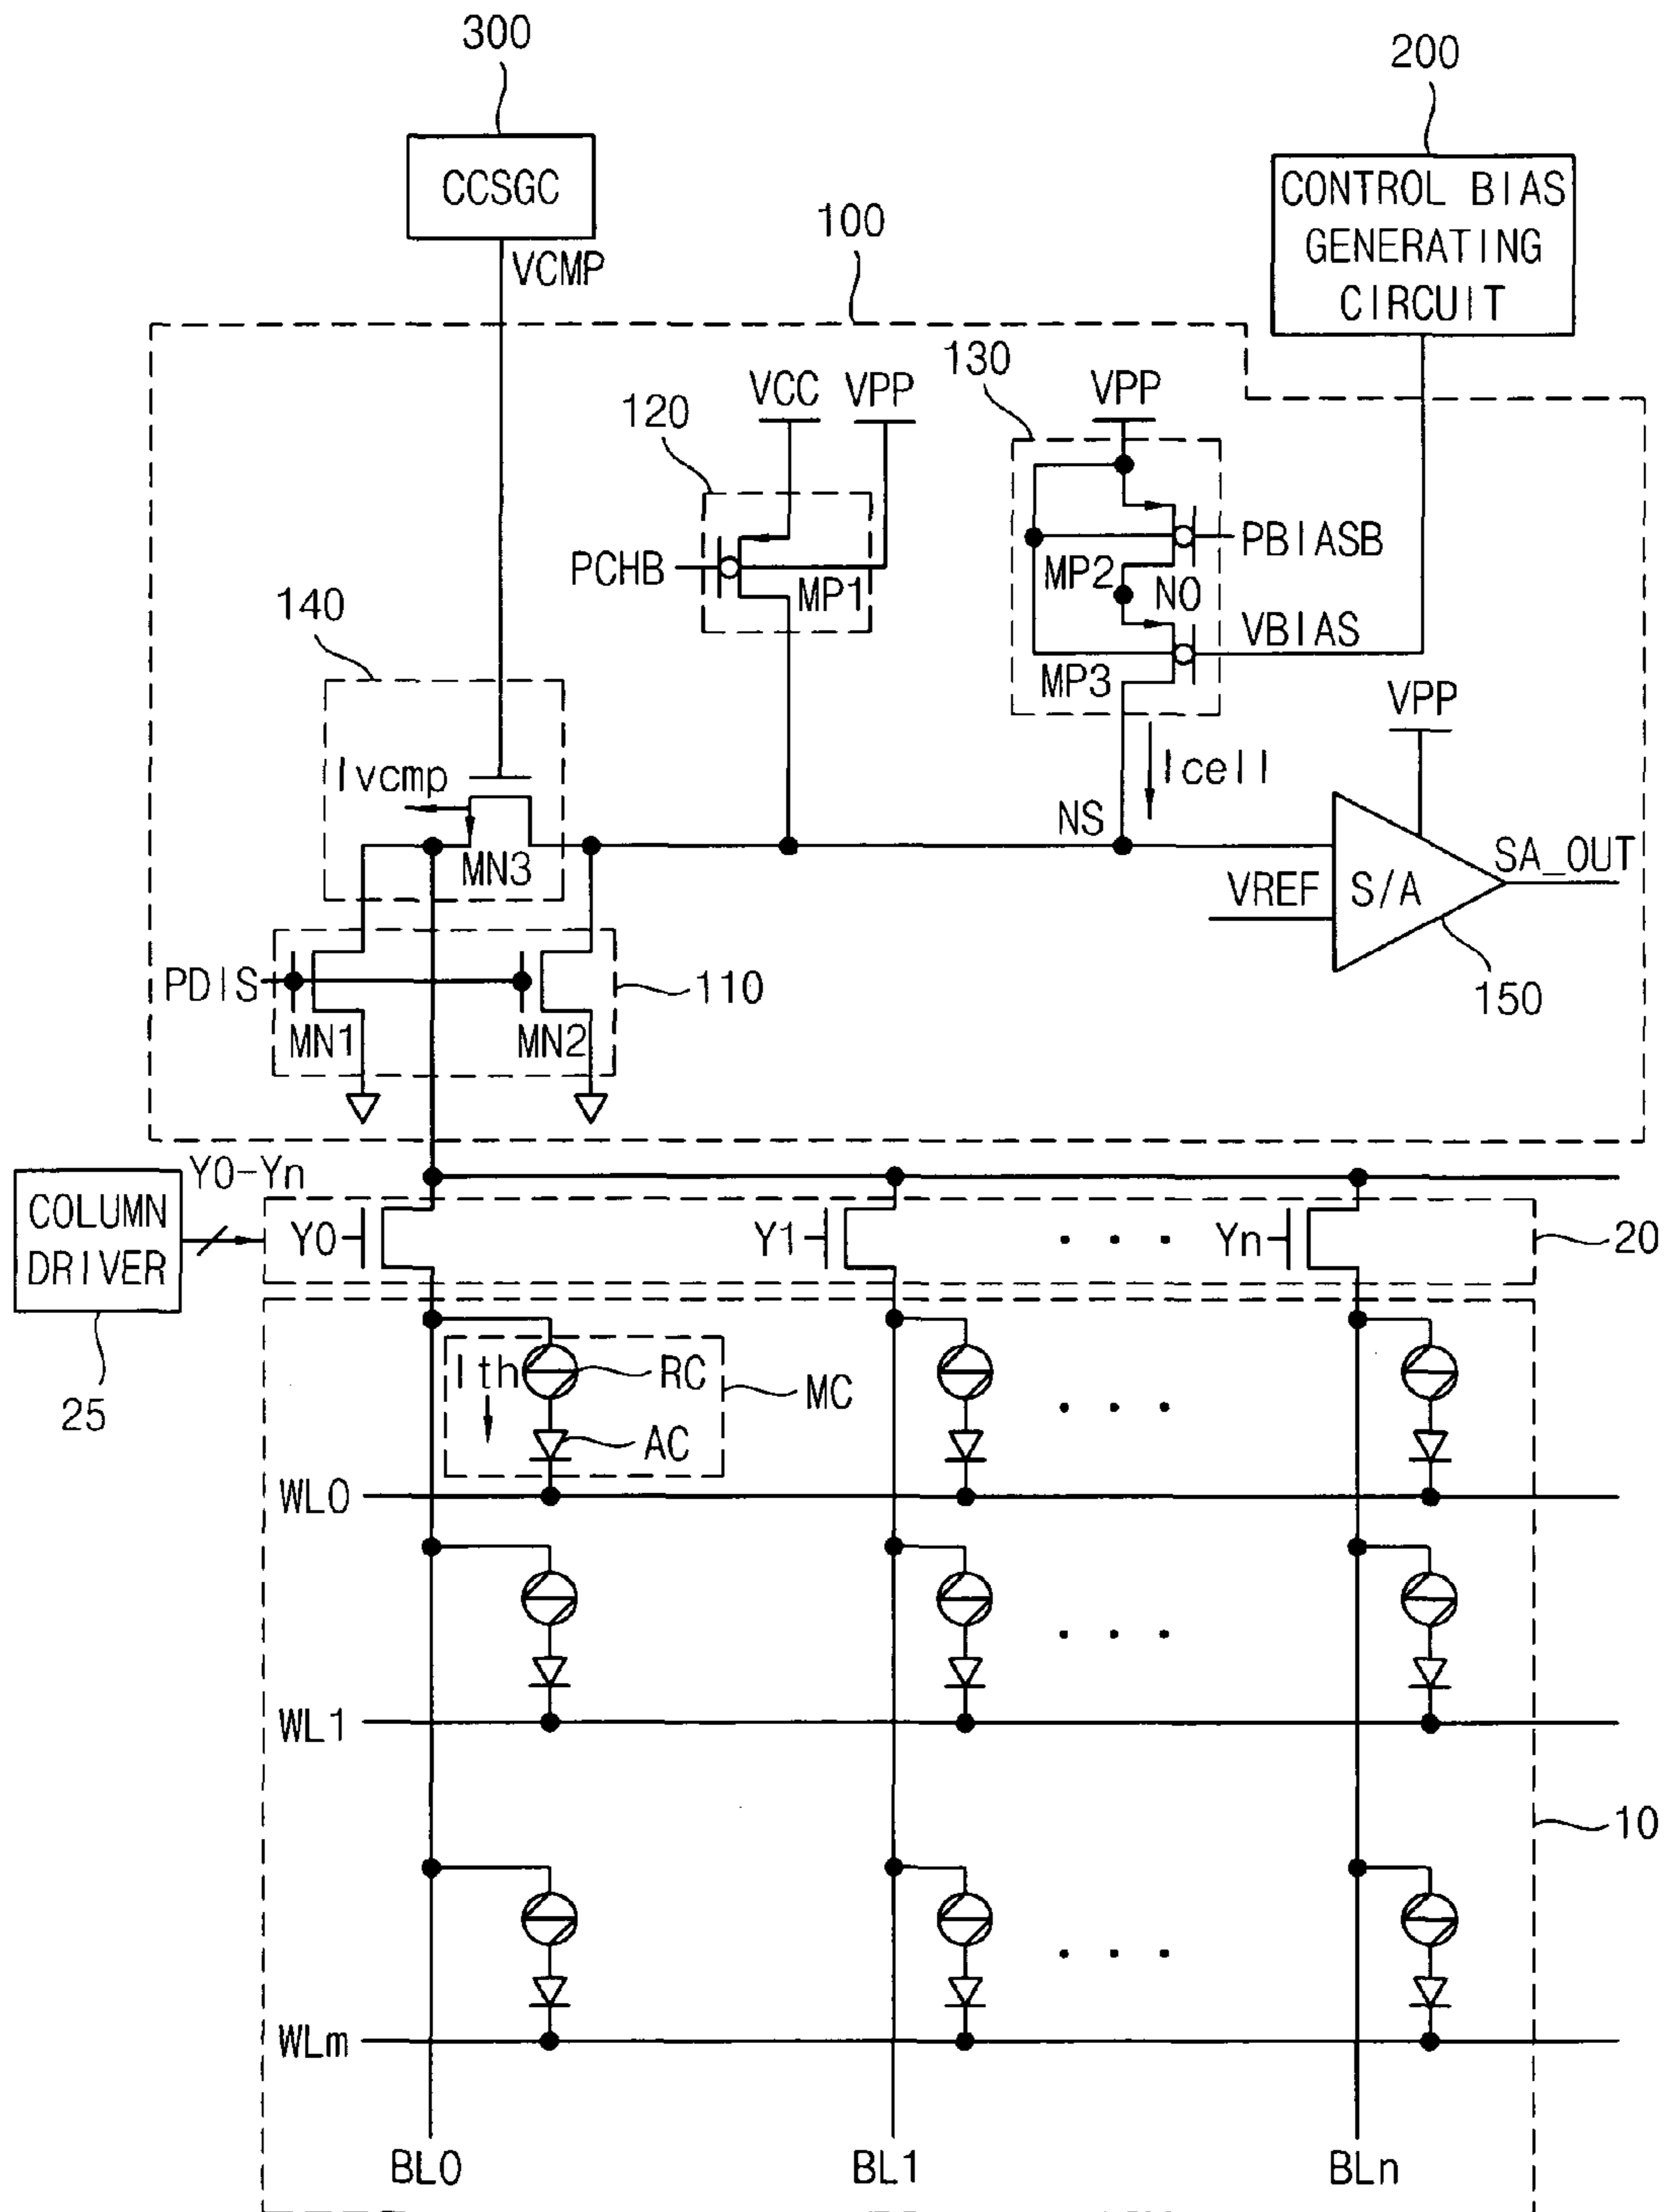 300
200
CCSGC
CONTROL BIAS
GENERATING
CIRCUIT
VCMP
100
130
VCC
VPP
VPP
120
PCHB
MP1
PBIASB
MP2
N0
VBIAS
MP3
140
VPP
Ivcmp
Icell
NS
MN3
SA_OUT
VREF
S/A
PDIS
110
150
MN1
MN2
Y0-Yn
COLUMN
DRIVER
Y0
Y1
. . .
Yn
20
25
Ith
RC
MC
. . .
AC
WL0
. . .
WL1
10
. . .
WLm
BL0
BL1
BLn